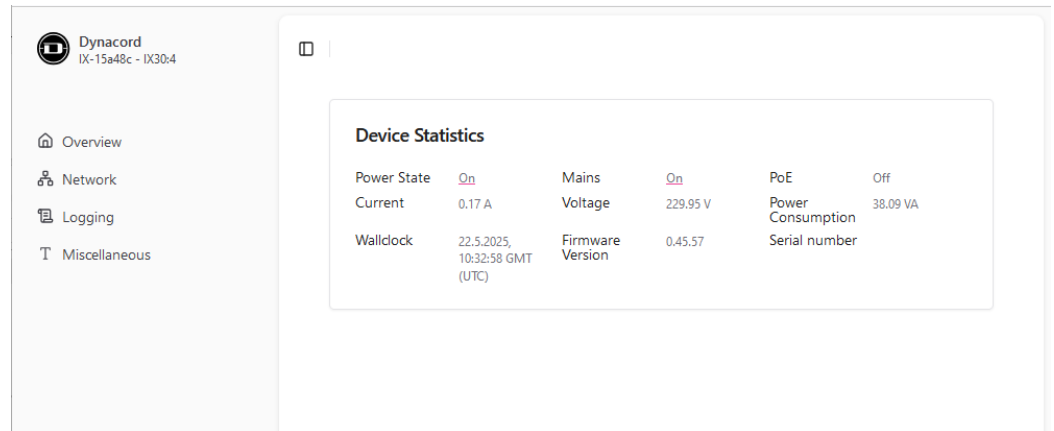 Dynacord
IX-15a48c - IX30:4
Overview
Network
Logging
Miscellaneous
Device Statistics
Power State On Mains On PoE Off
Current 0.17 A Voltage 229.95 V Power Consumption 38.09 VA
Wallclock 22.5.2025, 10:32:58 GMT (UTC) Firmware Version 0.45.57 Serial number